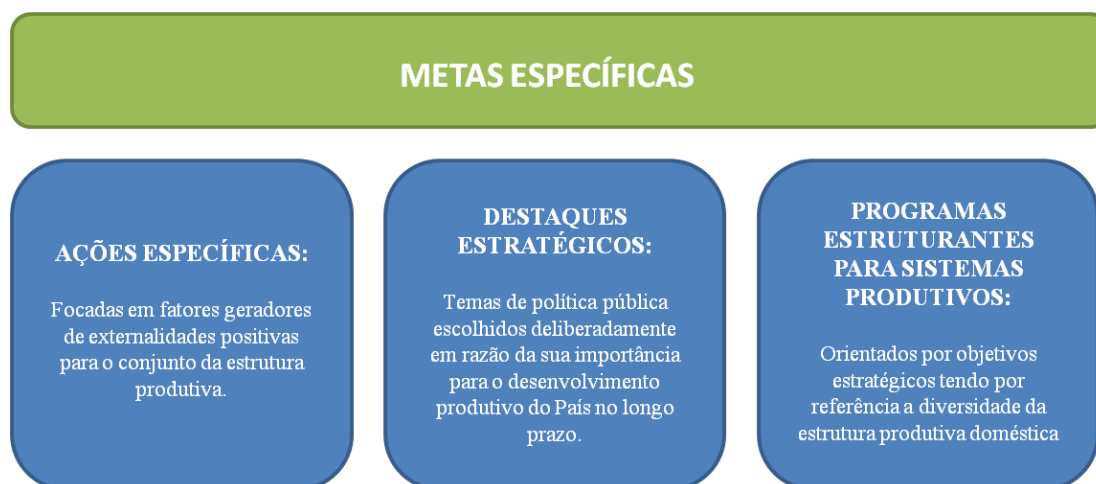 METAS ESPECÍFICAS
AÇÕES ESPECÍFICAS:
Focadas em fatores geradores
de externalidades positivas
para o conjunto da estrutura
produtiva.
DESTAQUES
ESTRATÉGICOS:
Temas de política pública
escolhidos deliberadamente
em razão da sua importância
para o desenvolvimento
produtivo do País no longo
prazo.
PROGRAMAS
ESTRUTURANTES
PARA SISTEMAS
PRODUTIVOS:
Orientados por objetivos
estratégicos tendo por
referência a diversidade da
estrutura produtiva doméstica